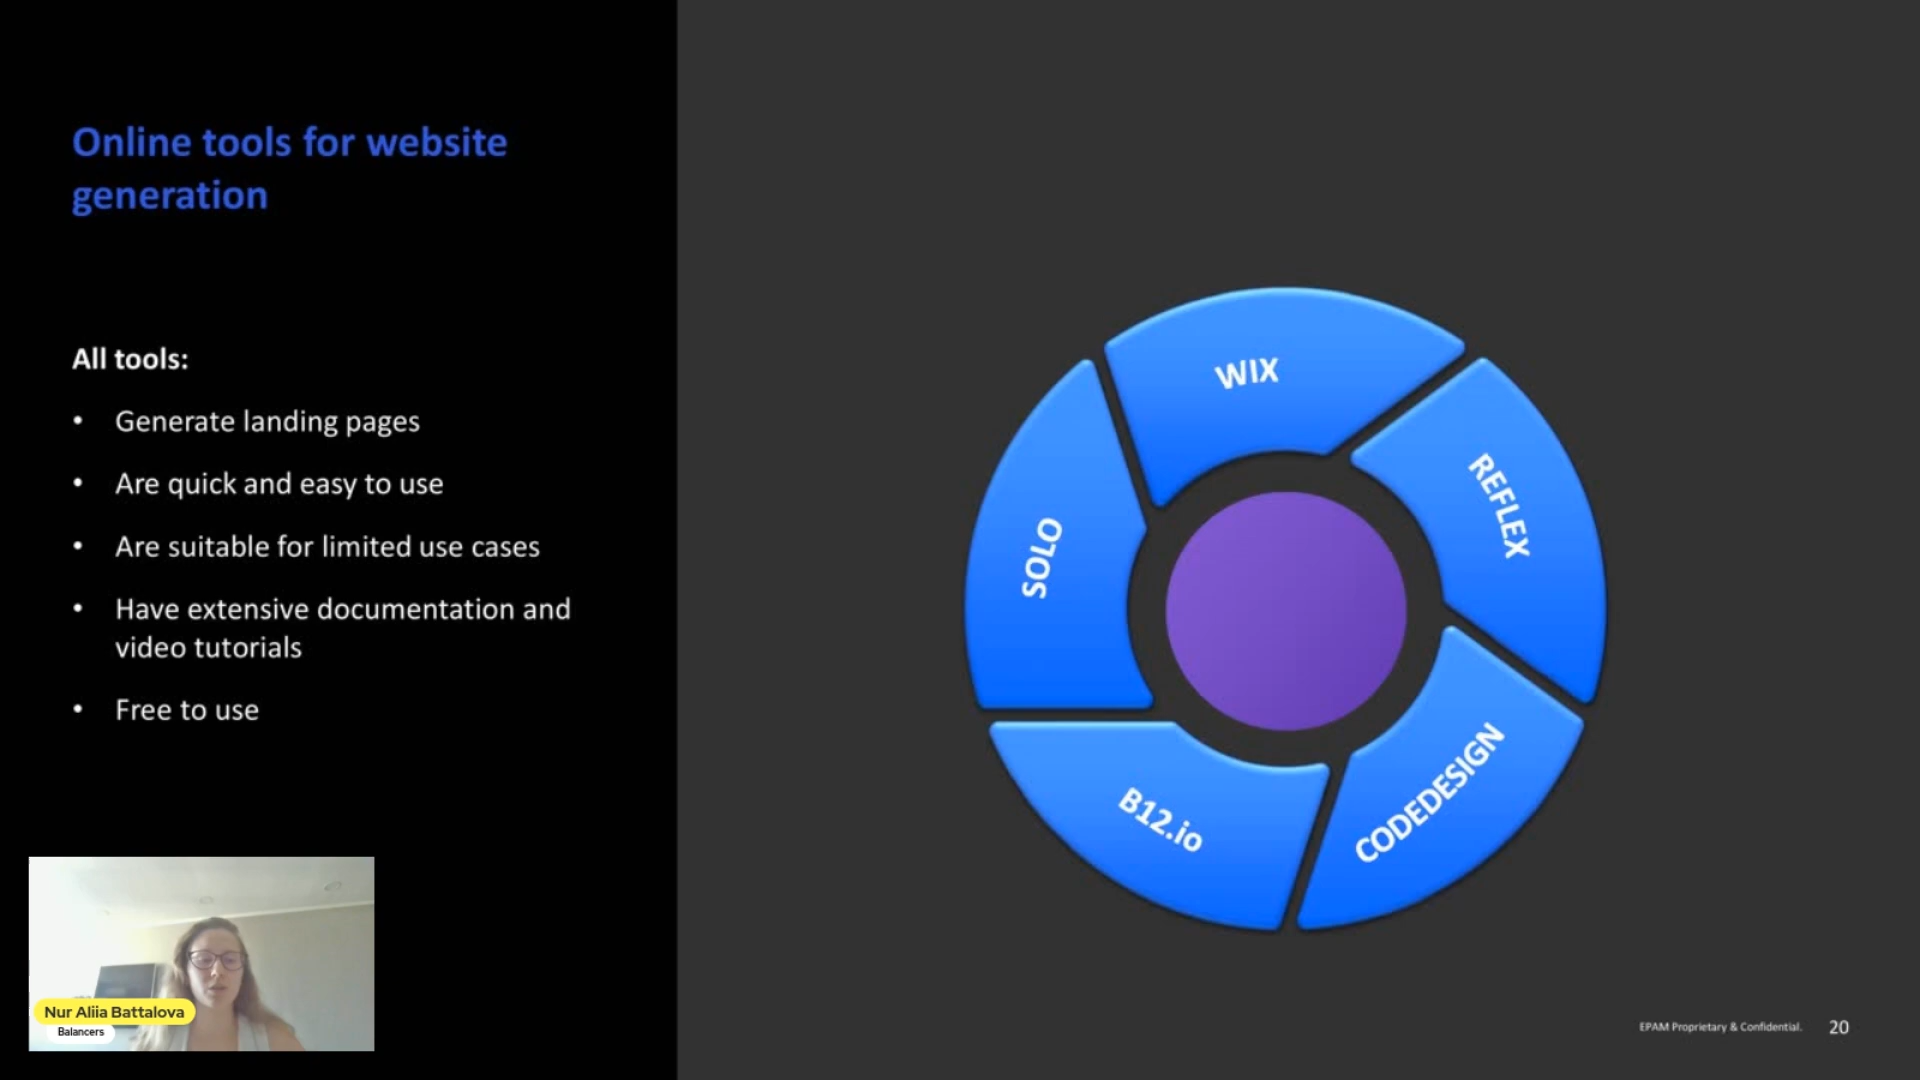 Online tools for website
generation
All tools:
• Generate landing pages
• Are quick and easy to use
• Are suitable for limited use cases
• Have extensive documentation and
video tutorials
• Free to use
WIX
REFLEX
CODEDESIGN
B12.io
SOLO
Nur Aliia Battalova
Balancers
EPAM Proprietary & Confidential.
20